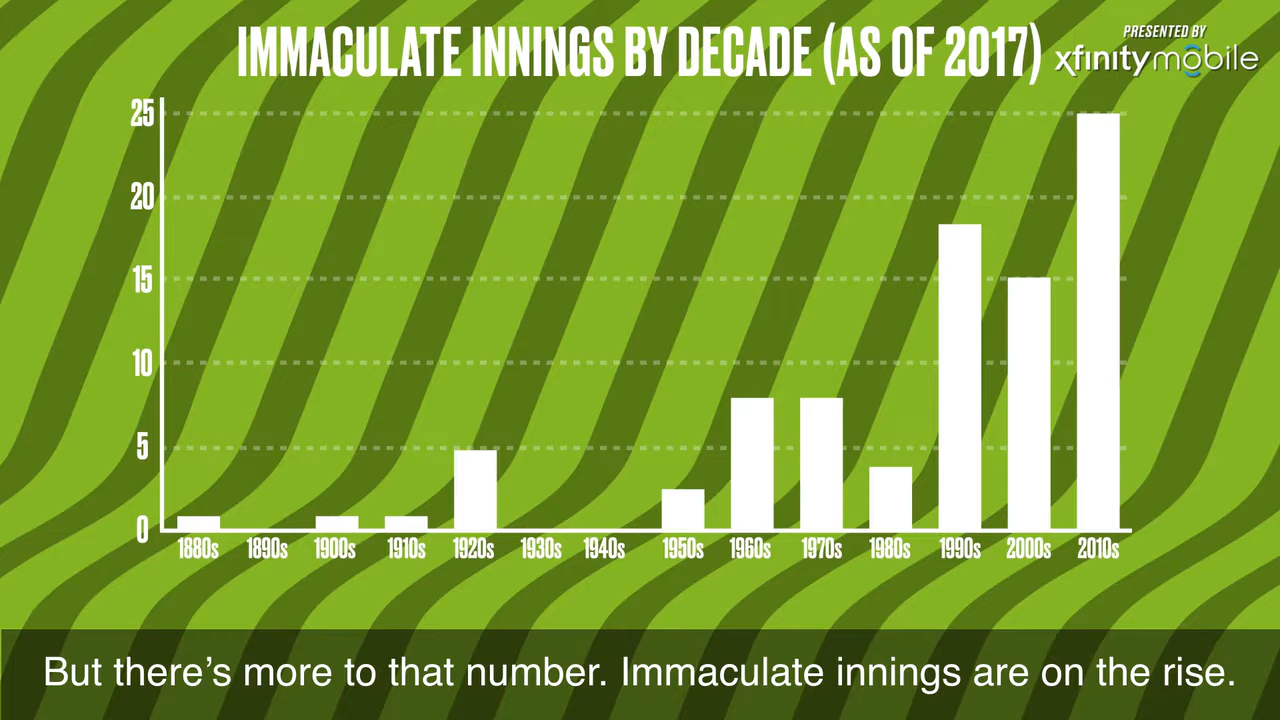 IMMACULATE INNINGS BY DECADE (AS OF 2017)
PRESENTED BY
xfinity mobile
25
20
15
10
5
0
1880s 1890s 1900s 1910s 1920s 1930s 1940s 1950s 1960s 1970s 1980s 1990s 2000s 2010s
But there's more to that number. Immaculate innings are on the rise.